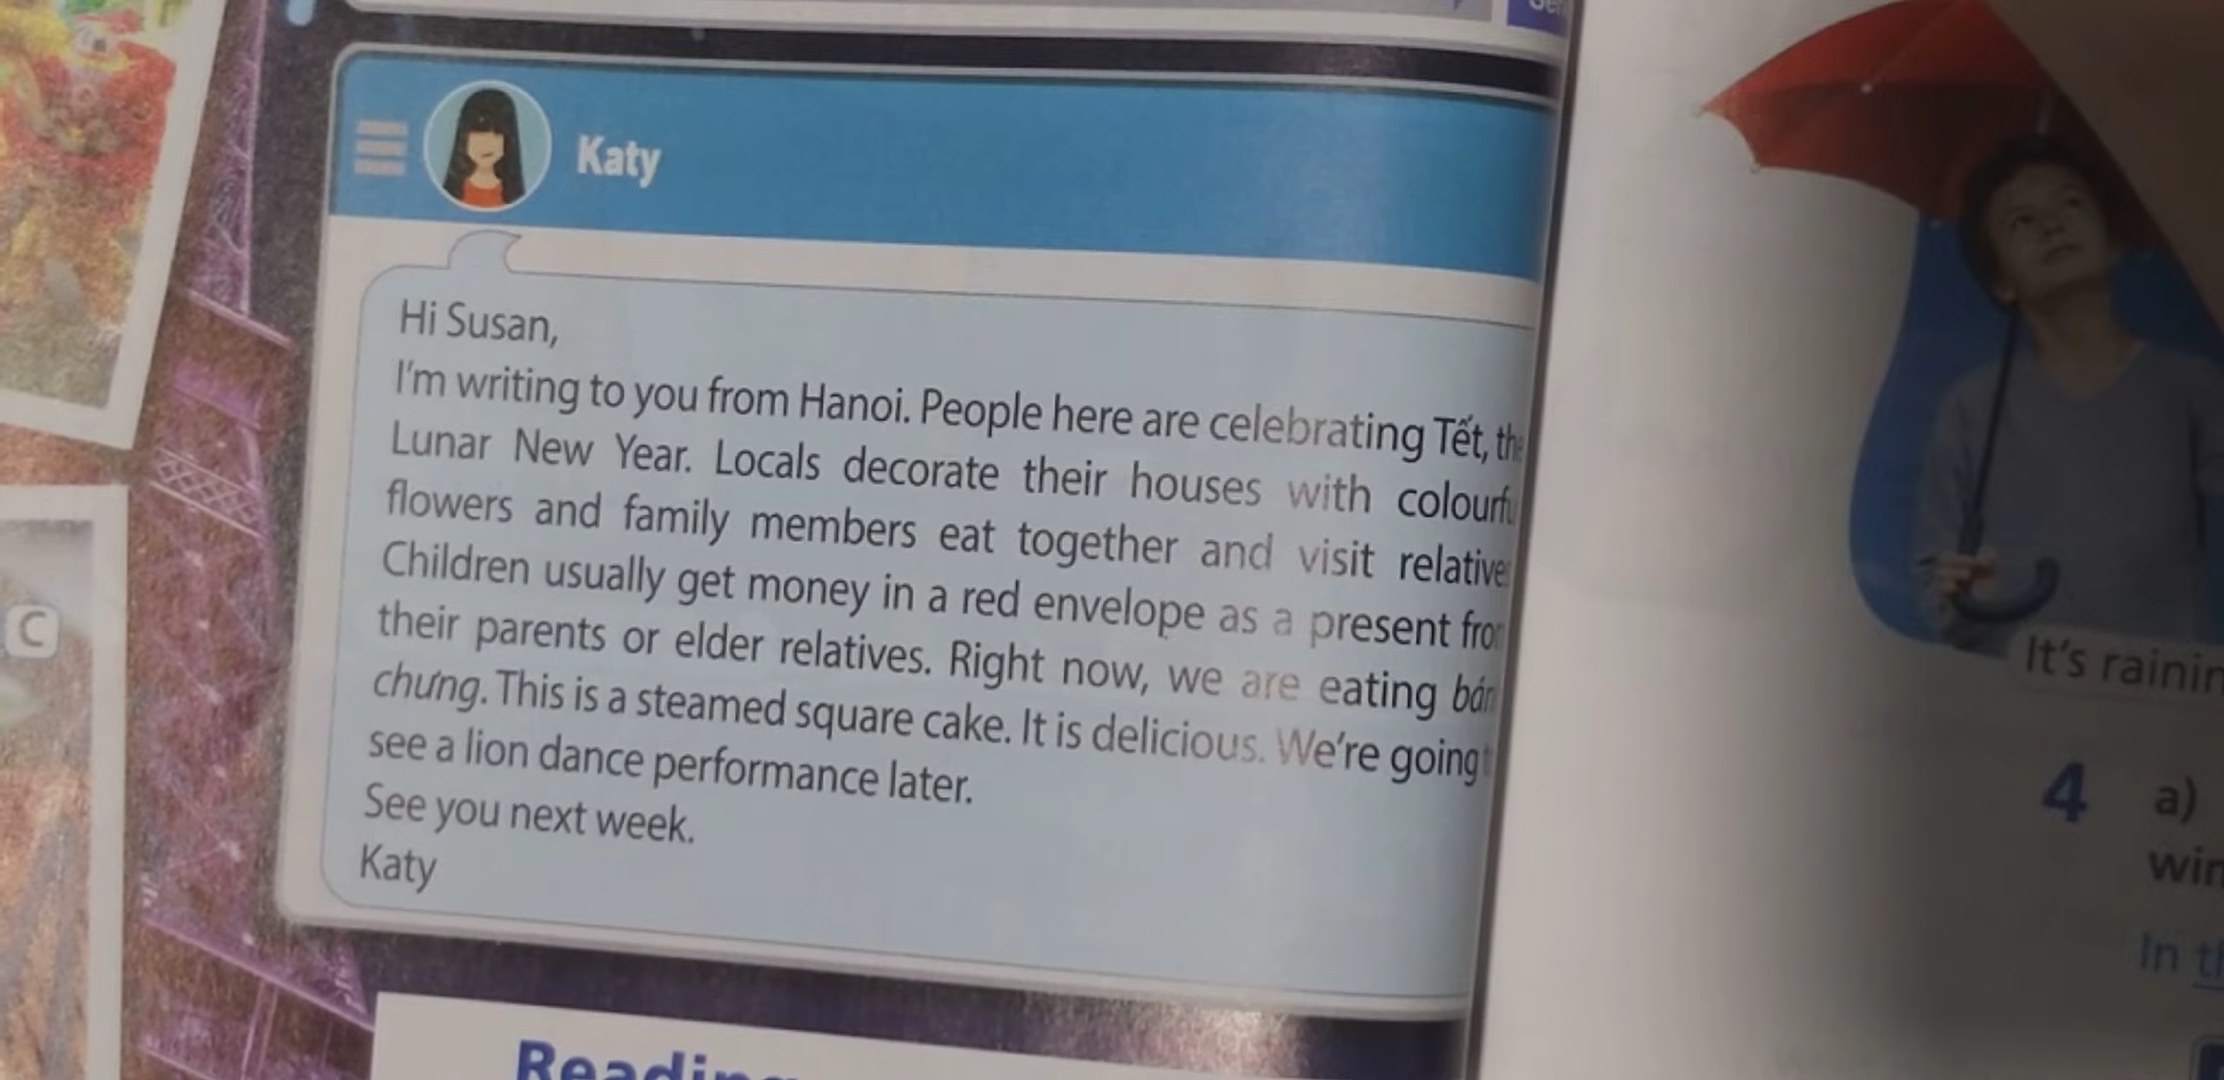 Katy
Hi Susan,
I'm writing to you from Hanoi. People here are celebrating Tết, the
Lunar New Year. Locals decorate their houses with colourfu
flowers and family members eat together and visit relatives
Children usually get money in a red envelope as a present from
their parents or elder relatives. Right now, we are eating bán
chưng. This is a steamed square cake. It is delicious. We're going
see a lion dance performance later.
See you next week.
Katy
C
Reading
It's rainin
4 a)
win
In th